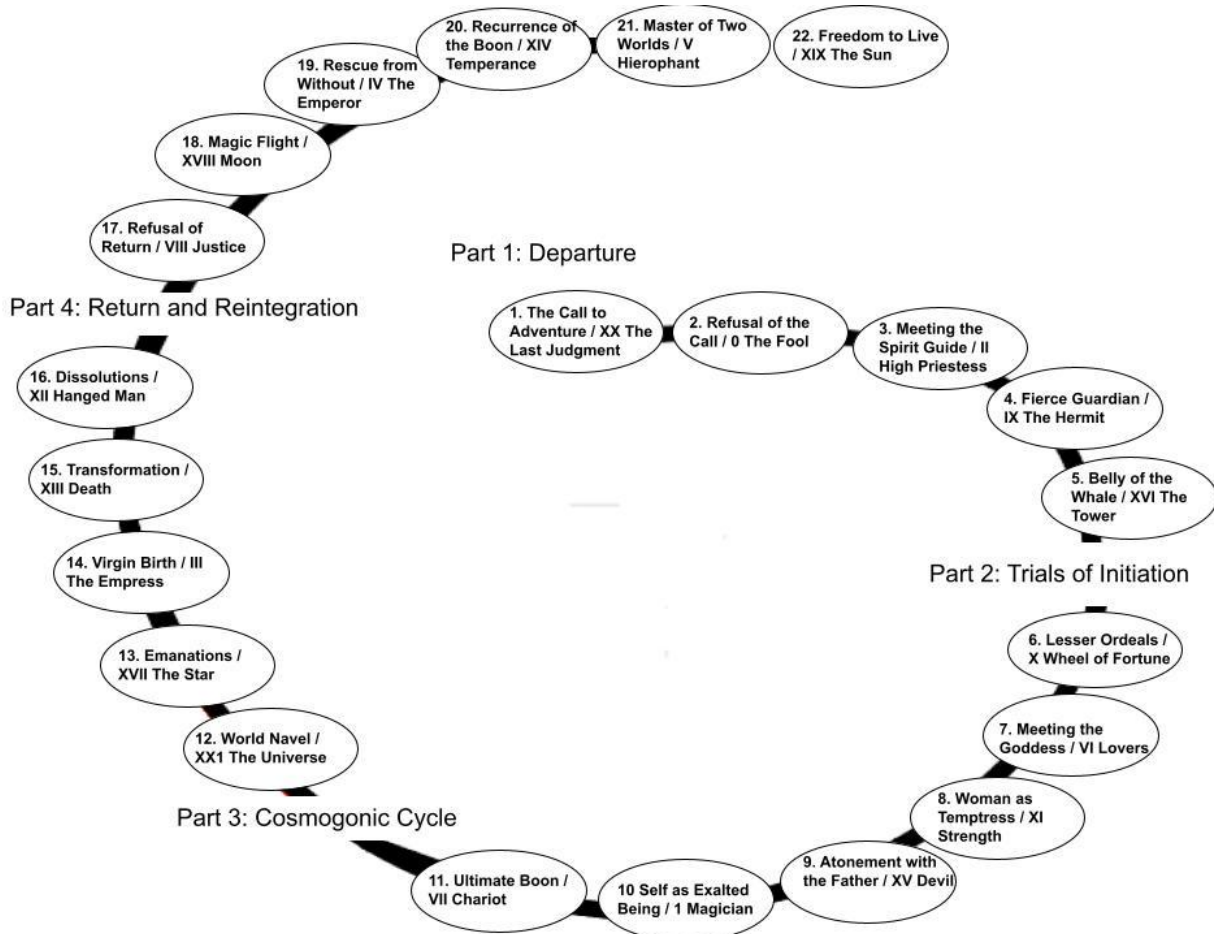 Part 1: Departure
1. The Call to
Adventure / XX The
Last Judgment
2. Refusal of the
Call / 0 The Fool
3. Meeting the
Spirit Guide / II
High Priestess
4. Fierce Guardian /
IX The Hermit
5. Belly of the
Whale / XVI The
Tower
Part 2: Trials of Initiation
6. Lesser Ordeals /
X Wheel of Fortune
7. Meeting the
Goddess / VI Lovers
8. Woman as
Temptress / XI
Strength
9. Atonement with
the Father / XV Devil
10 Self as Exalted
Being / 1 Magician
11. Ultimate Boon /
VII Chariot
Part 3: Cosmogonic Cycle
12. World Navel /
XX1 The Universe
13. Emanations /
XVII The Star
14. Virgin Birth / III
The Empress
15. Transformation /
XIII Death
16. Dissolutions /
XII Hanged Man
Part 4: Return and Reintegration
17. Refusal of
Return / VIII Justice
18. Magic Flight /
XVIII Moon
19. Rescue from
Without / IV The
Emperor
20. Recurrence of
the Boon / XIV
Temperance
21. Master of Two
Worlds / V
Hierophant
22. Freedom to Live
/ XIX The Sun